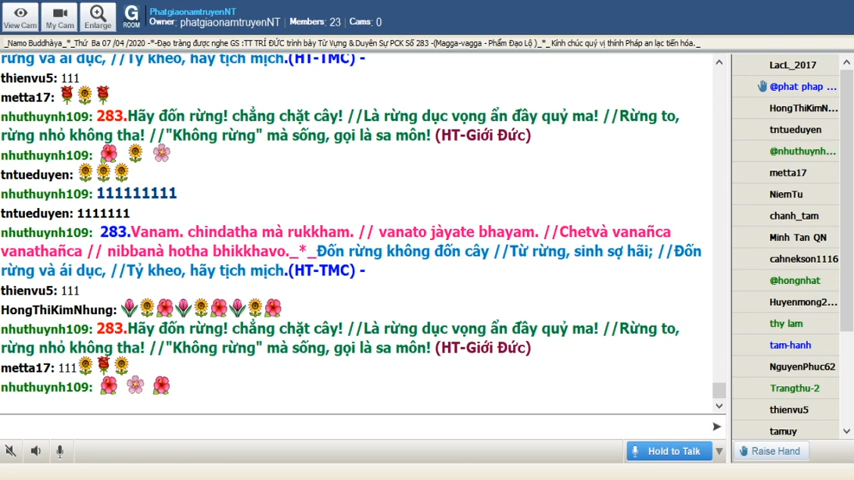 View Cam
My Cam
Enlarge
G ROOM
PhatgiaonamtruyenNT
Owner: phatgiaonamtruyenNT | Members: 23 | Cams: 0
_Namo Buddhàya_*_Thứ Ba 07 /04 /2020 -*-Đạo tràng được nghe GS :TT TRÍ ĐỨC trình bày Từ Vựng & Duyên Sự PCK Số 283 -(Magga-vagga - Phẩm Đạo Lộ )_*_ Kính chúc quý vị thính Pháp an lạc tiến hóa._
rừng và ái dục, //Tỷ kheo, hãy tịch mịch.(HT-TMC) -
thienvu5: 111
metta17:
nhuthuynh109: 283.Hãy đốn rừng! chẳng chặt cây! //Là rừng dục vọng ẩn đây quỷ ma! //Rừng to,
rừng nhỏ không tha! //"Không rừng" mà sống, gọi là sa môn! (HT-Giới Đức)
nhuthuynh109:
tntueduyen:
nhuthuynh109: 111111111
tntueduyen: 1111111
nhuthuynh109: 283.Vanam. chindatha mà rukkham. // vanato jàyate bhayam. //Chetvà vanañca
vanathañca // nibbanà hotha bhikkhavo._*_Đốn rừng không đốn cây //Từ rừng, sinh sợ hãi; //Đốn
rừng và ái dục, //Tỷ kheo, hãy tịch mịch.(HT-TMC) -
thienvu5: 111
HongThiKimNhung:
nhuthuynh109: 283.Hãy đốn rừng! chẳng chặt cây! //Là rừng dục vọng ẩn đây quỷ ma! //Rừng to,
rừng nhỏ không tha! //"Không rừng" mà sống, gọi là sa môn! (HT-Giới Đức)
metta17: 111
nhuthuynh109:
Hold to Talk
LacL_2017
@phat phap ...
HongThiKimN...
tntueduyen
@nhuthuynh...
metta17
NiemTu
chanh_tam
Minh Tan QN
cahnekson1116
@hongnhat
Huyenmong2...
thy lam
tam-hanh
NguyenPhuc62
Trangthu-2
thienvu5
tamuy
Raise Hand